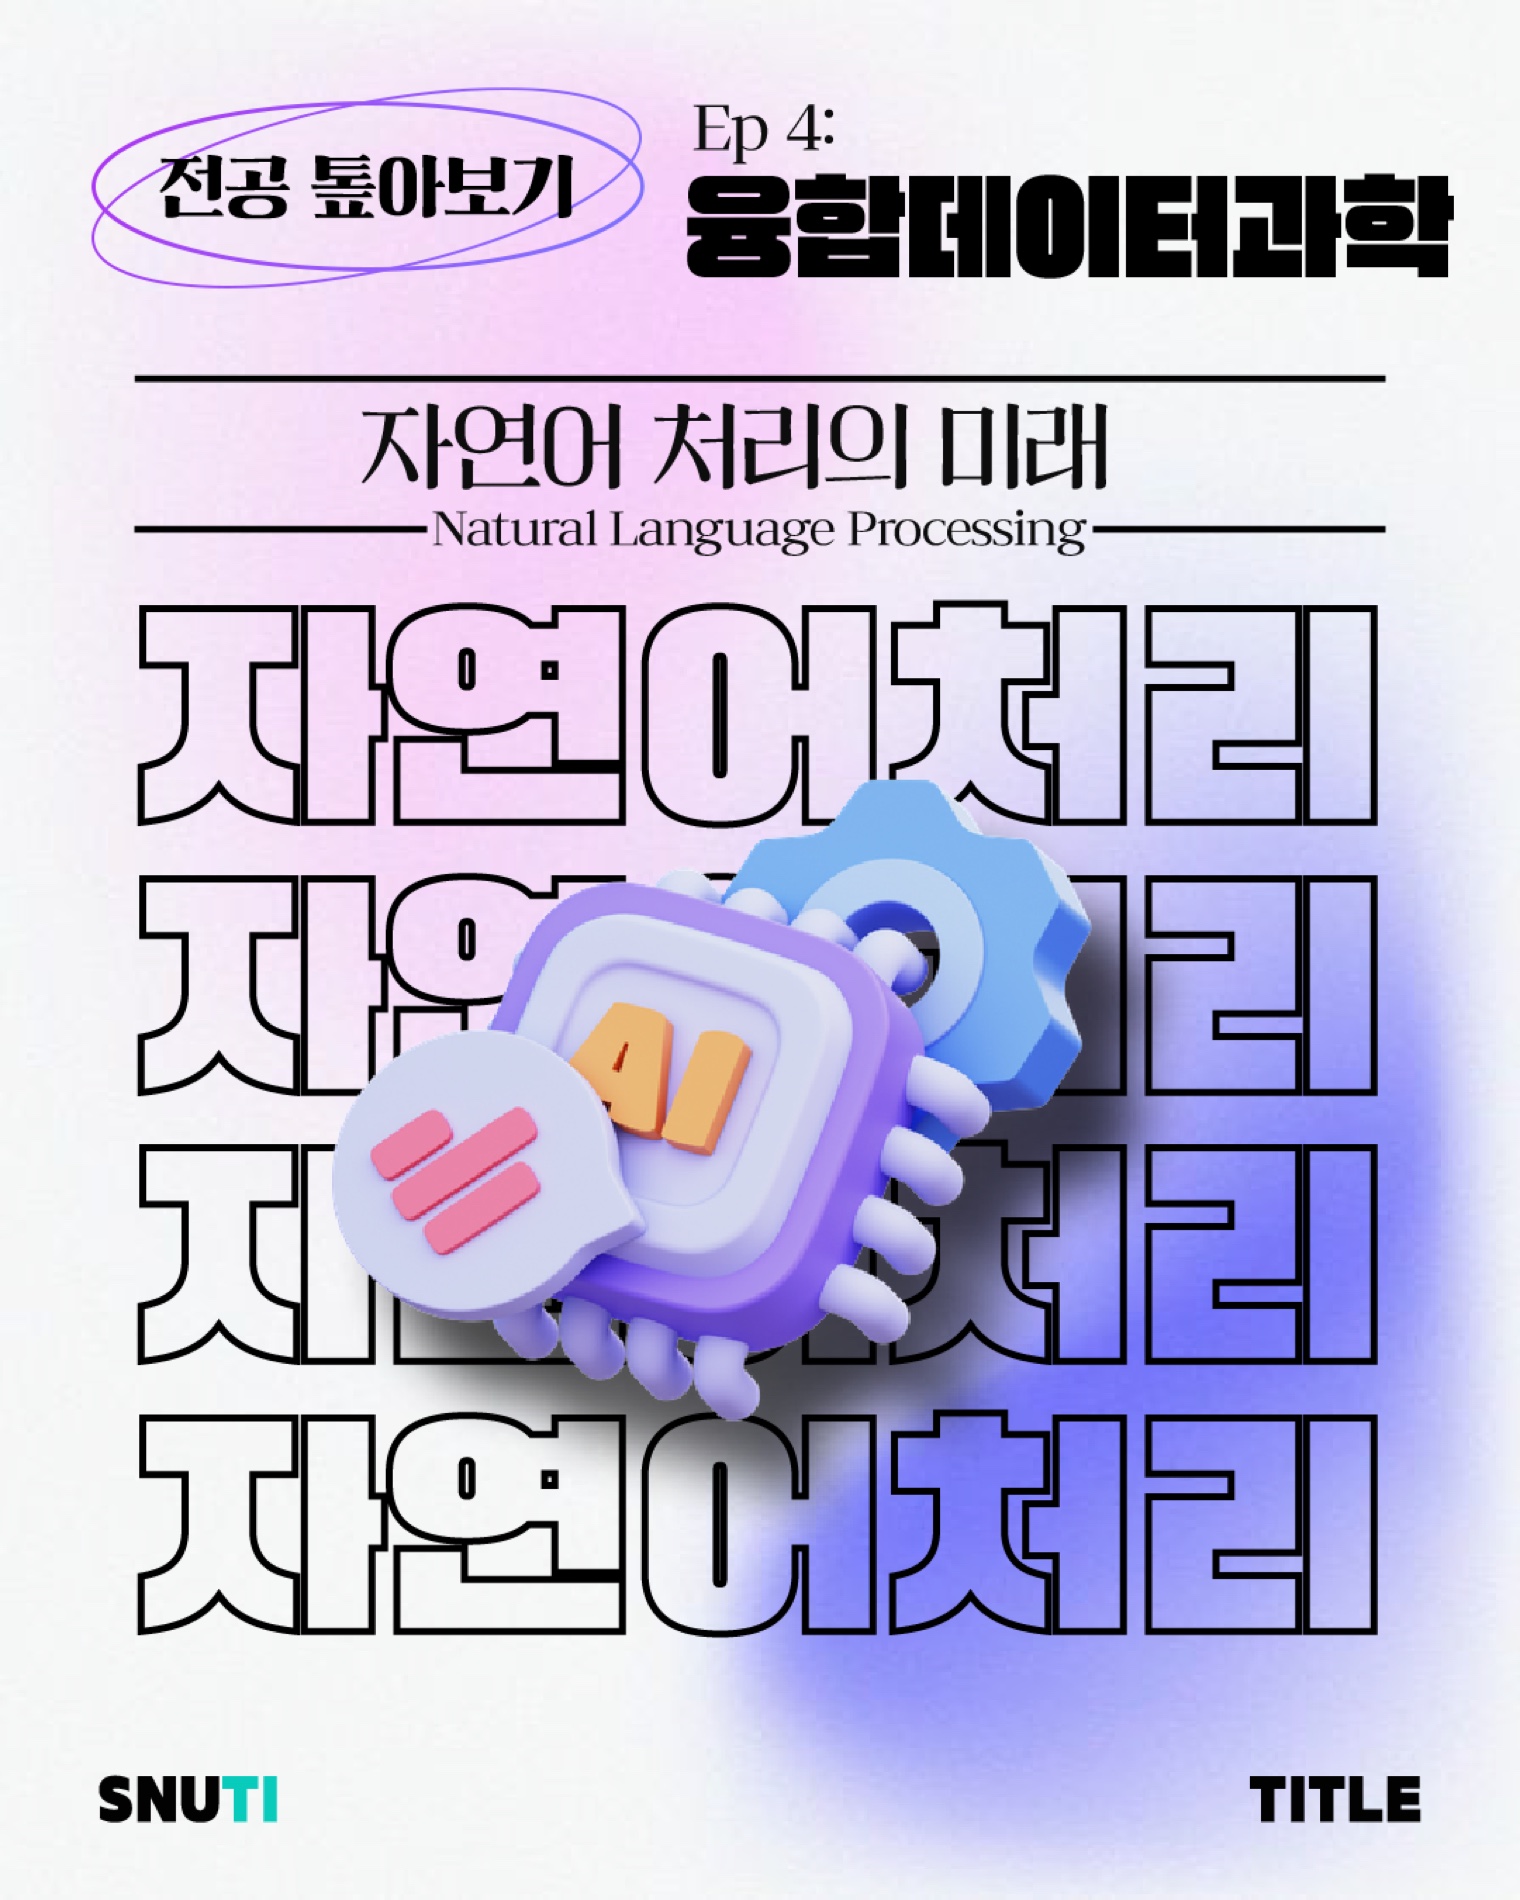 전공 톺아보기
Ep 4:
융합데이터과학
자연어 처리의 미래
Natural Language Processing
자연어처리
자연어처리
자연어처리
자연어처리
AI
SNUTI
TITLE